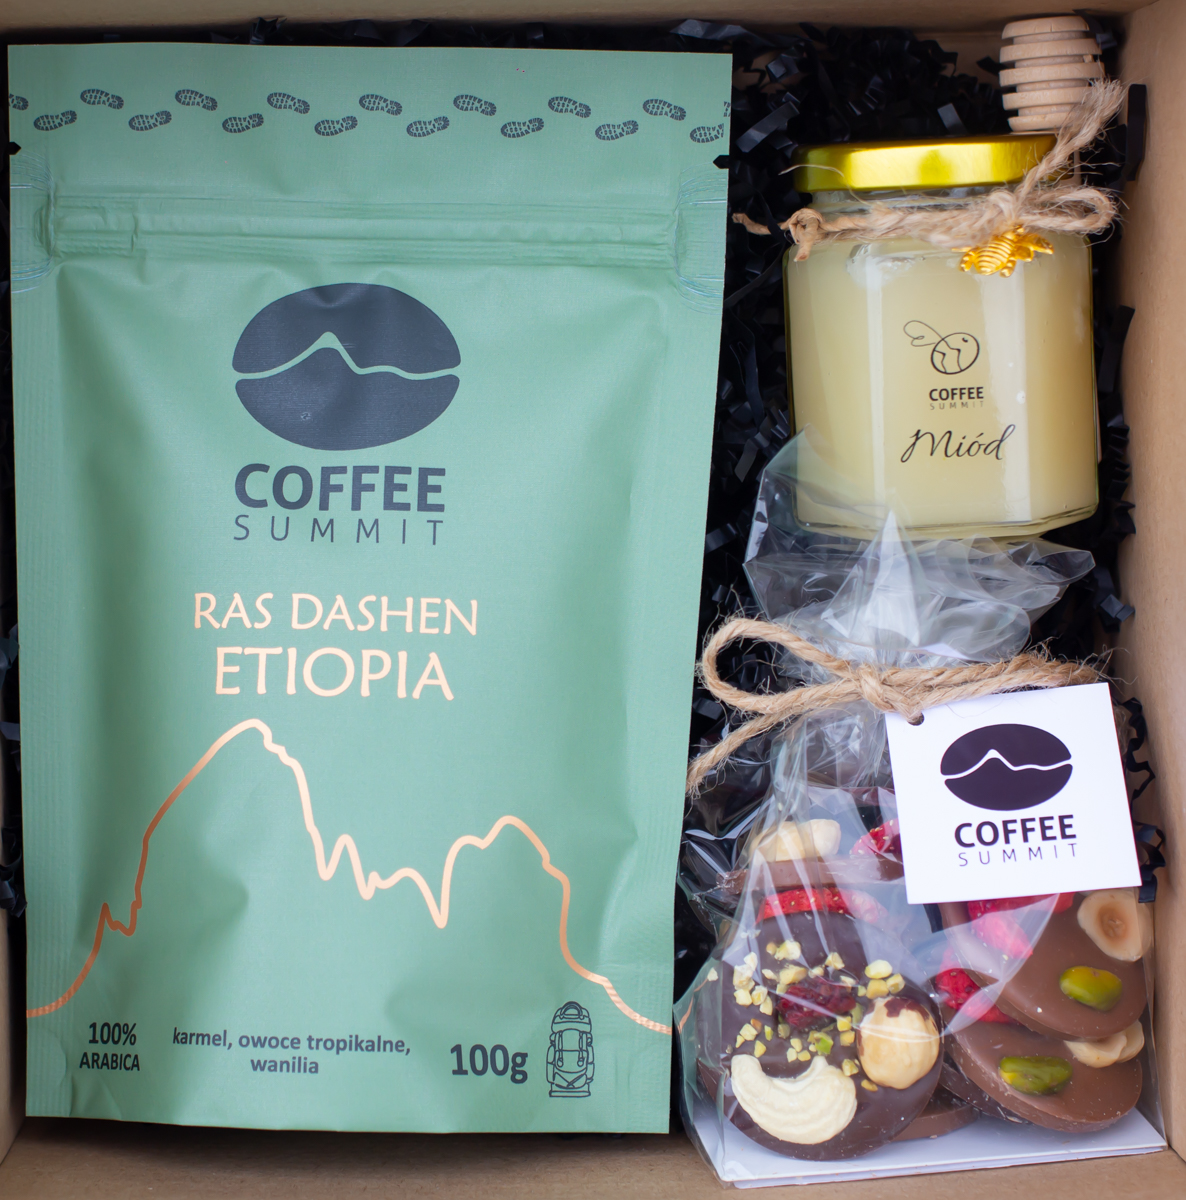 COFFEE
SUMMIT
RAS DASHEN
ETIOPIA
100%
ARABICA
karmel, owoce tropikalne,
wanilia
100g
COFFEE
SUMMIT
Miód
COFFEE
SUMMIT